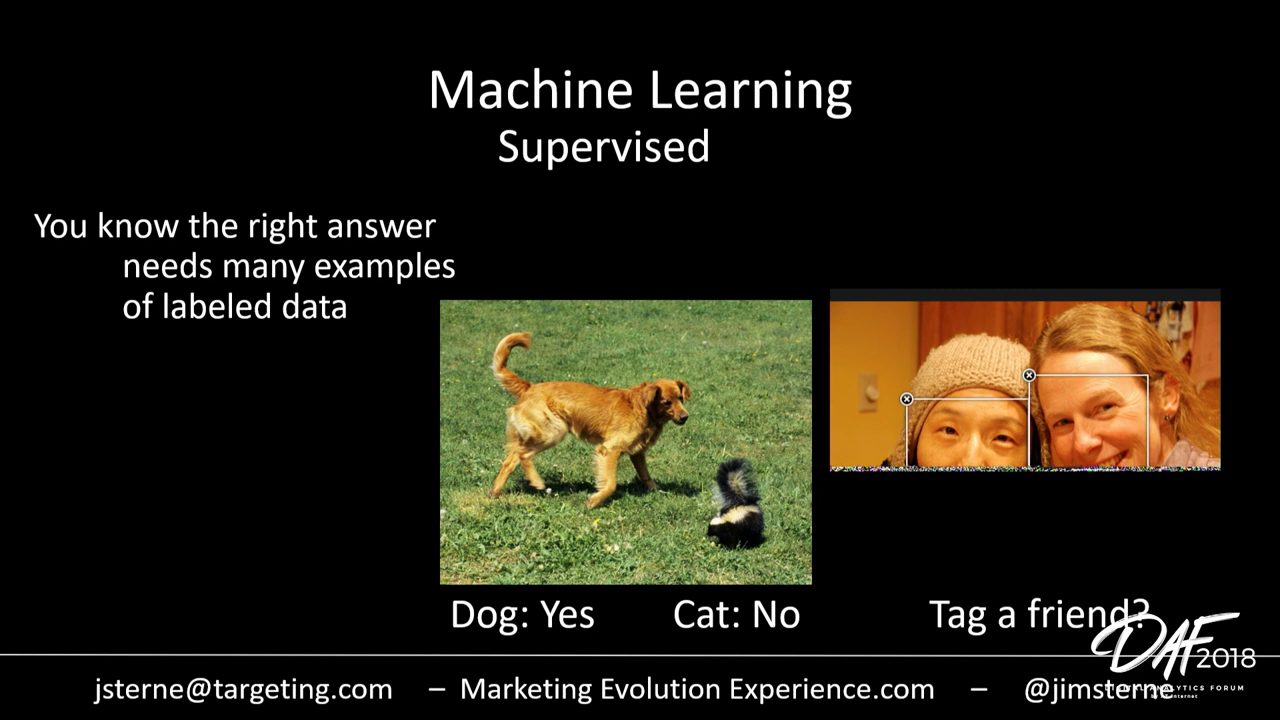 Machine Learning
Supervised
You know the right answer
needs many examples
of labeled data
Dog: Yes
Cat: No
Tag a friend?
DAF 2018
jsterne@targeting.com – Marketing Evolution Experience.com – @jimsterne